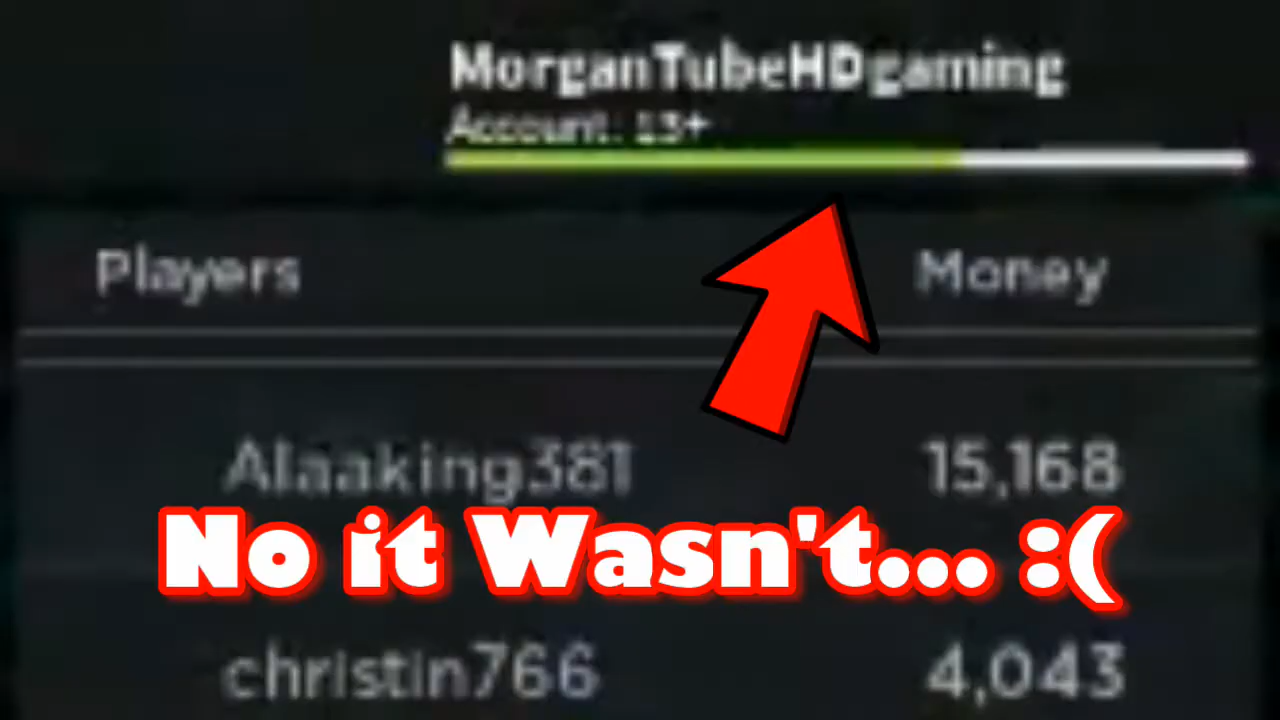 MorganTubeHDgaming
Account: 13+
Players Money
Alaaking381 15,168
No it Wasn't... :(
christin766 4,043